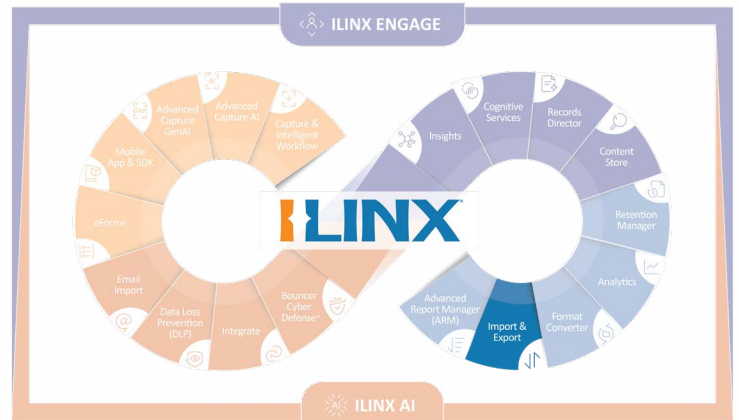 ILINX ENGAGE
Advanced
Capture
GenAI
Advanced
Capture AI
Capture &
Intelligent
Workflow
Mobile
App & SDK
eForms
Email
Import
Data Loss
Prevention
(DLP)
Integrate
Bouncer
Cyber
Defense™
ILINX
Insights
Cognitive
Services
Records
Director
Content
Store
Retention
Manager
Analytics
Format
Converter
Import &
Export
Advanced
Report Manager
(ARM)
AI ILINX AI